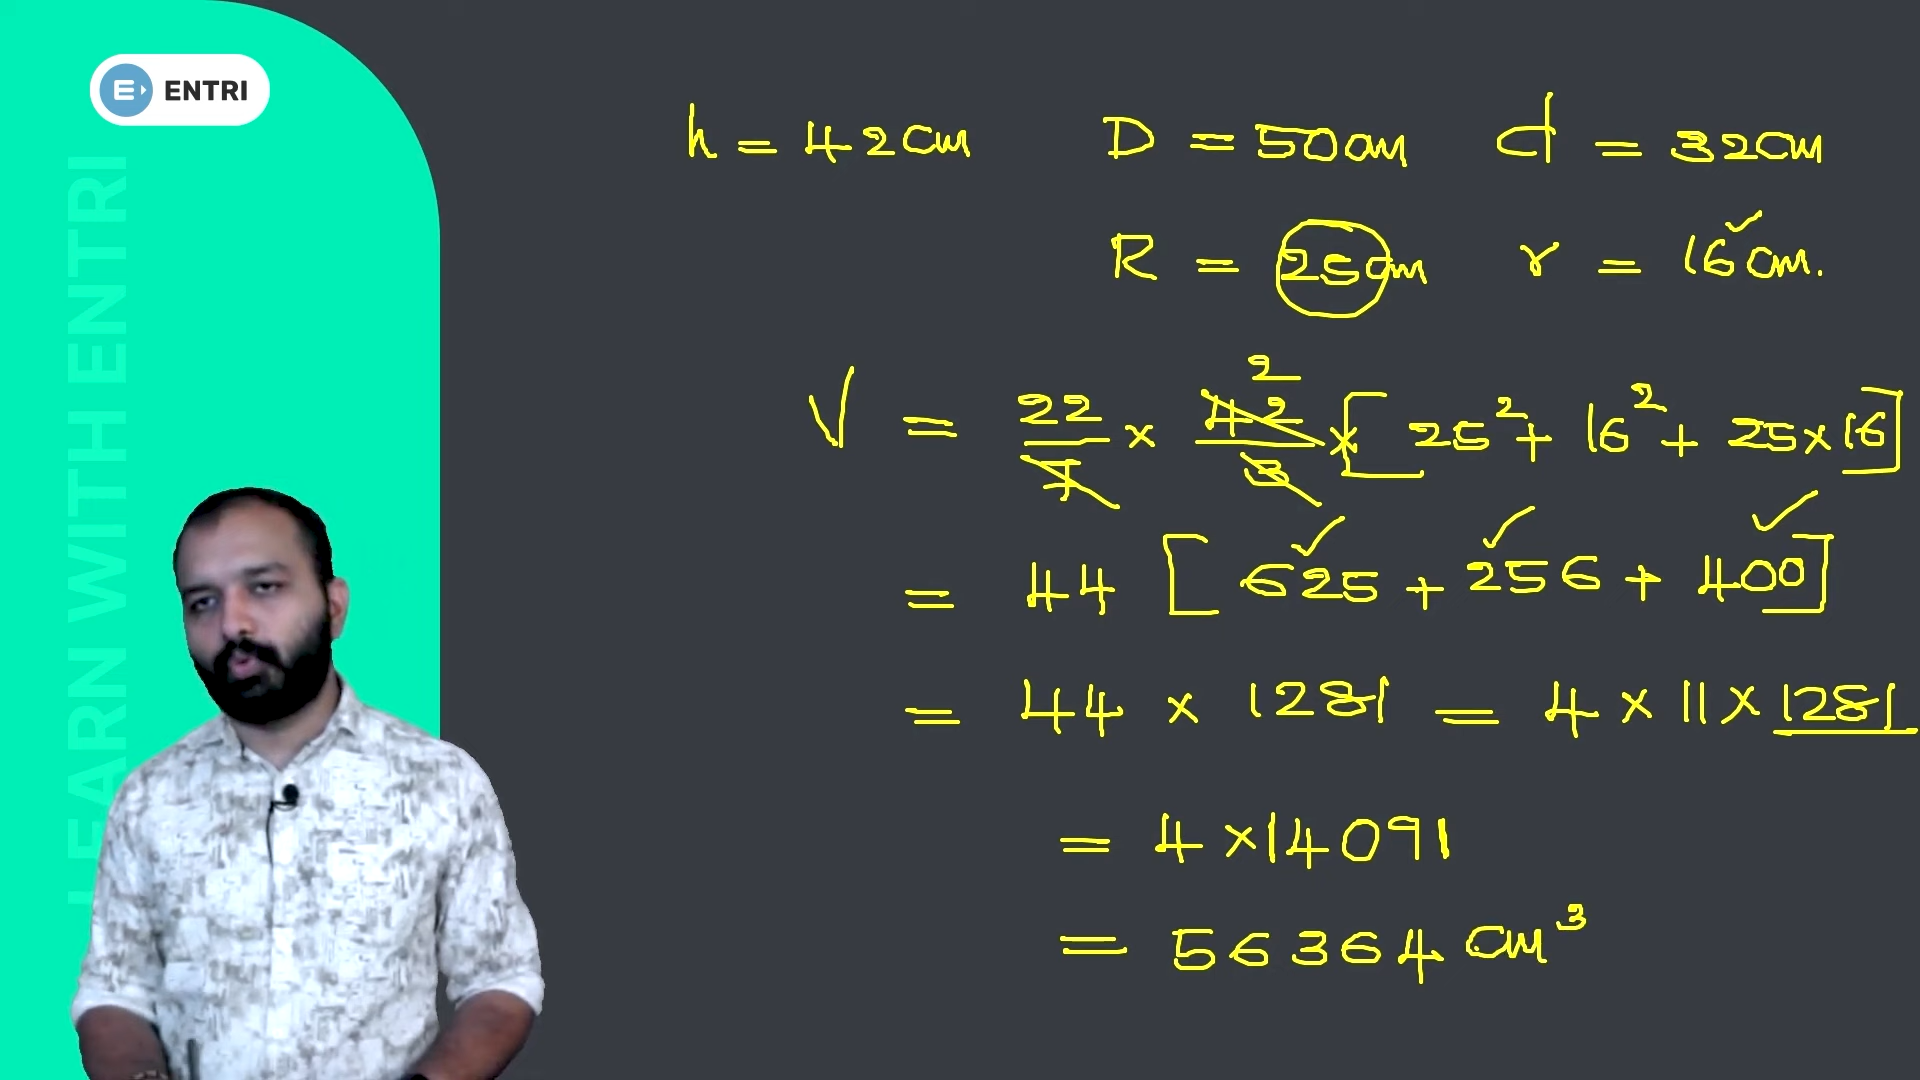 ENTRI
LEARN WITH ENTRI
h = 42cm D = 50cm d = 32cm
R = 25cm r = 16cm.
V = 22/7 × 42/3 2 × [25² + 16² + 25×16]
= 44 [625 + 256 + 400]
= 44 × 1281 = 4 × 11 × 1281
= 4 × 14091
= 56364 cm³